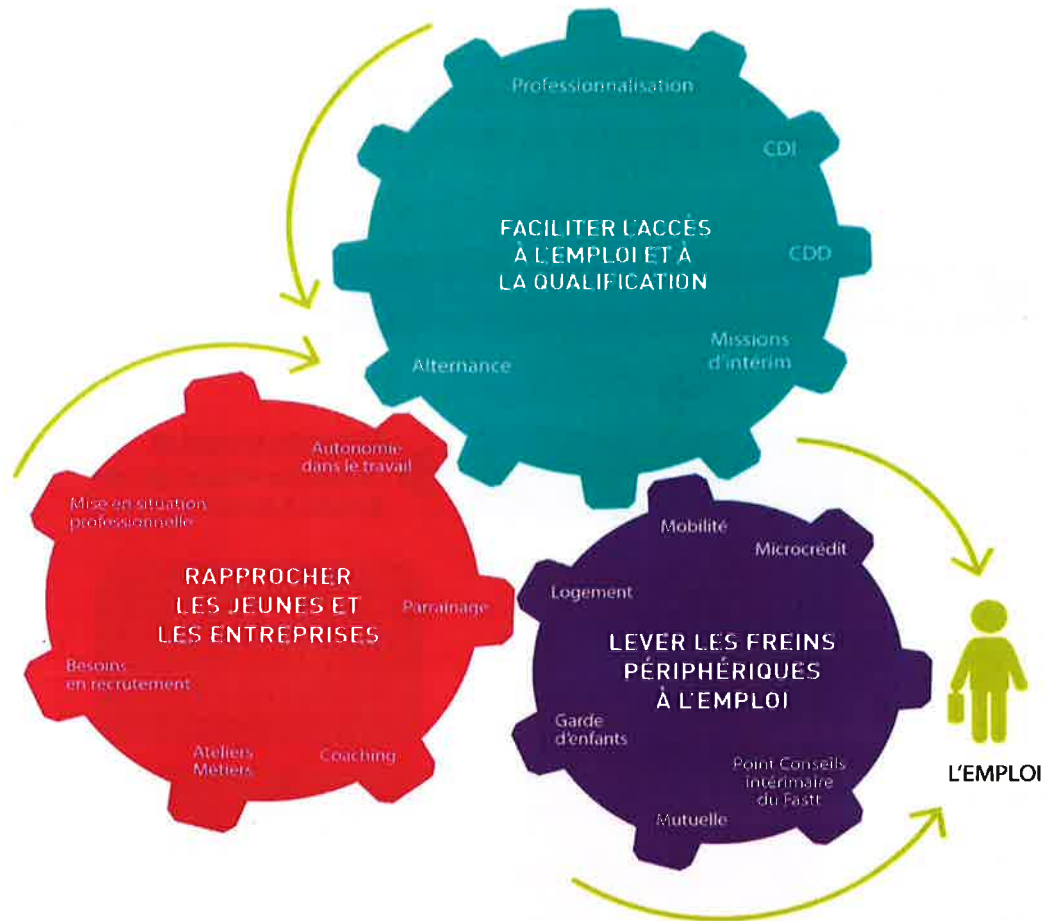 Professionnalisation
CDI
FACILITER L'ACCÈS
À L'EMPLOI ET À
LA QUALIFICATION
CDD
Missions
d'intérim
Alternance
Autonomie
dans le travail
Mise en situation
professionnelle
RAPPROCHER
LES JEUNES ET
LES ENTREPRISES
Parrainage
Besoins
en recrutement
Ateliers
Métiers
Coaching
Mobilité
Microcrédit
Logement
LEVER LES FREINS
PÉRIPHÉRIQUES
À L'EMPLOI
Garde
d'enfants
Point Conseils
intérimaire
du Fastt
Mutuelle
L'EMPLOI